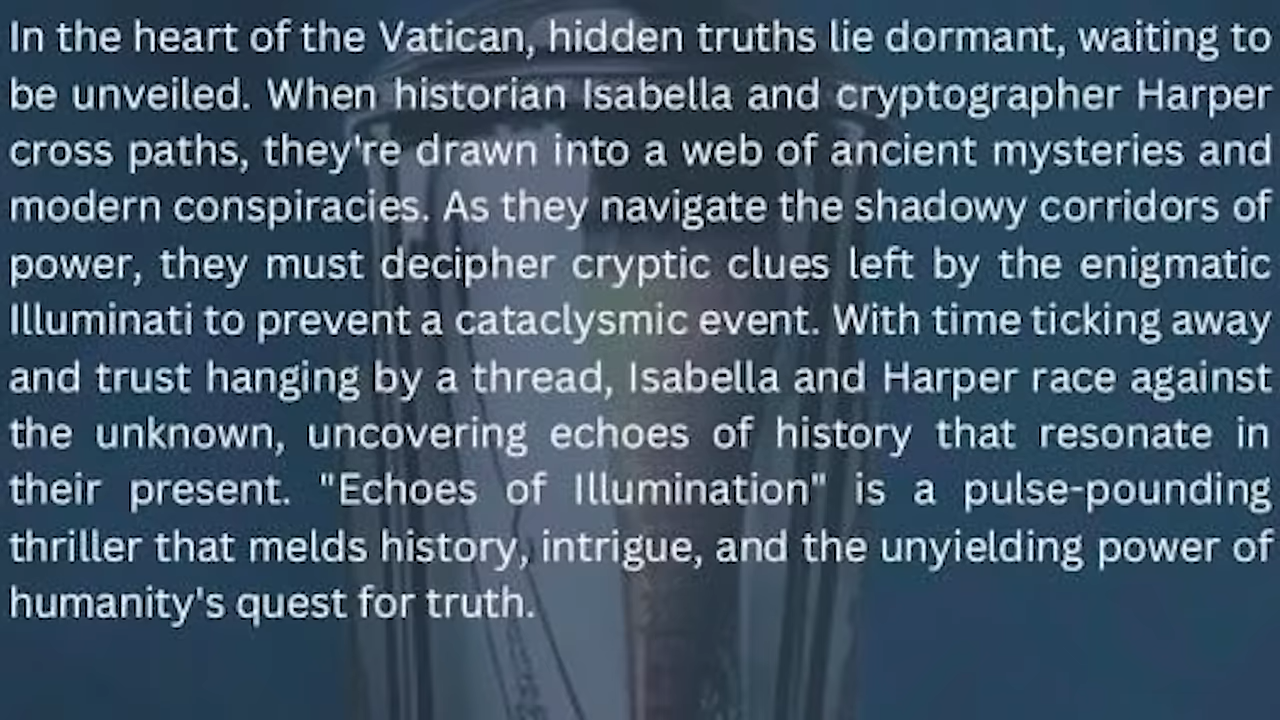 In the heart of the Vatican, hidden truths lie dormant, waiting to
be unveiled. When historian Isabella and cryptographer Harper
cross paths, they're drawn into a web of ancient mysteries and
modern conspiracies. As they navigate the shadowy corridors of
power, they must decipher cryptic clues left by the enigmatic
Illuminati to prevent a cataclysmic event. With time ticking away
and trust hanging by a thread, Isabella and Harper race against
the unknown, uncovering echoes of history that resonate in
their present. "Echoes of Illumination" is a pulse-pounding
thriller that melds history, intrigue, and the unyielding power of
humanity's quest for truth.